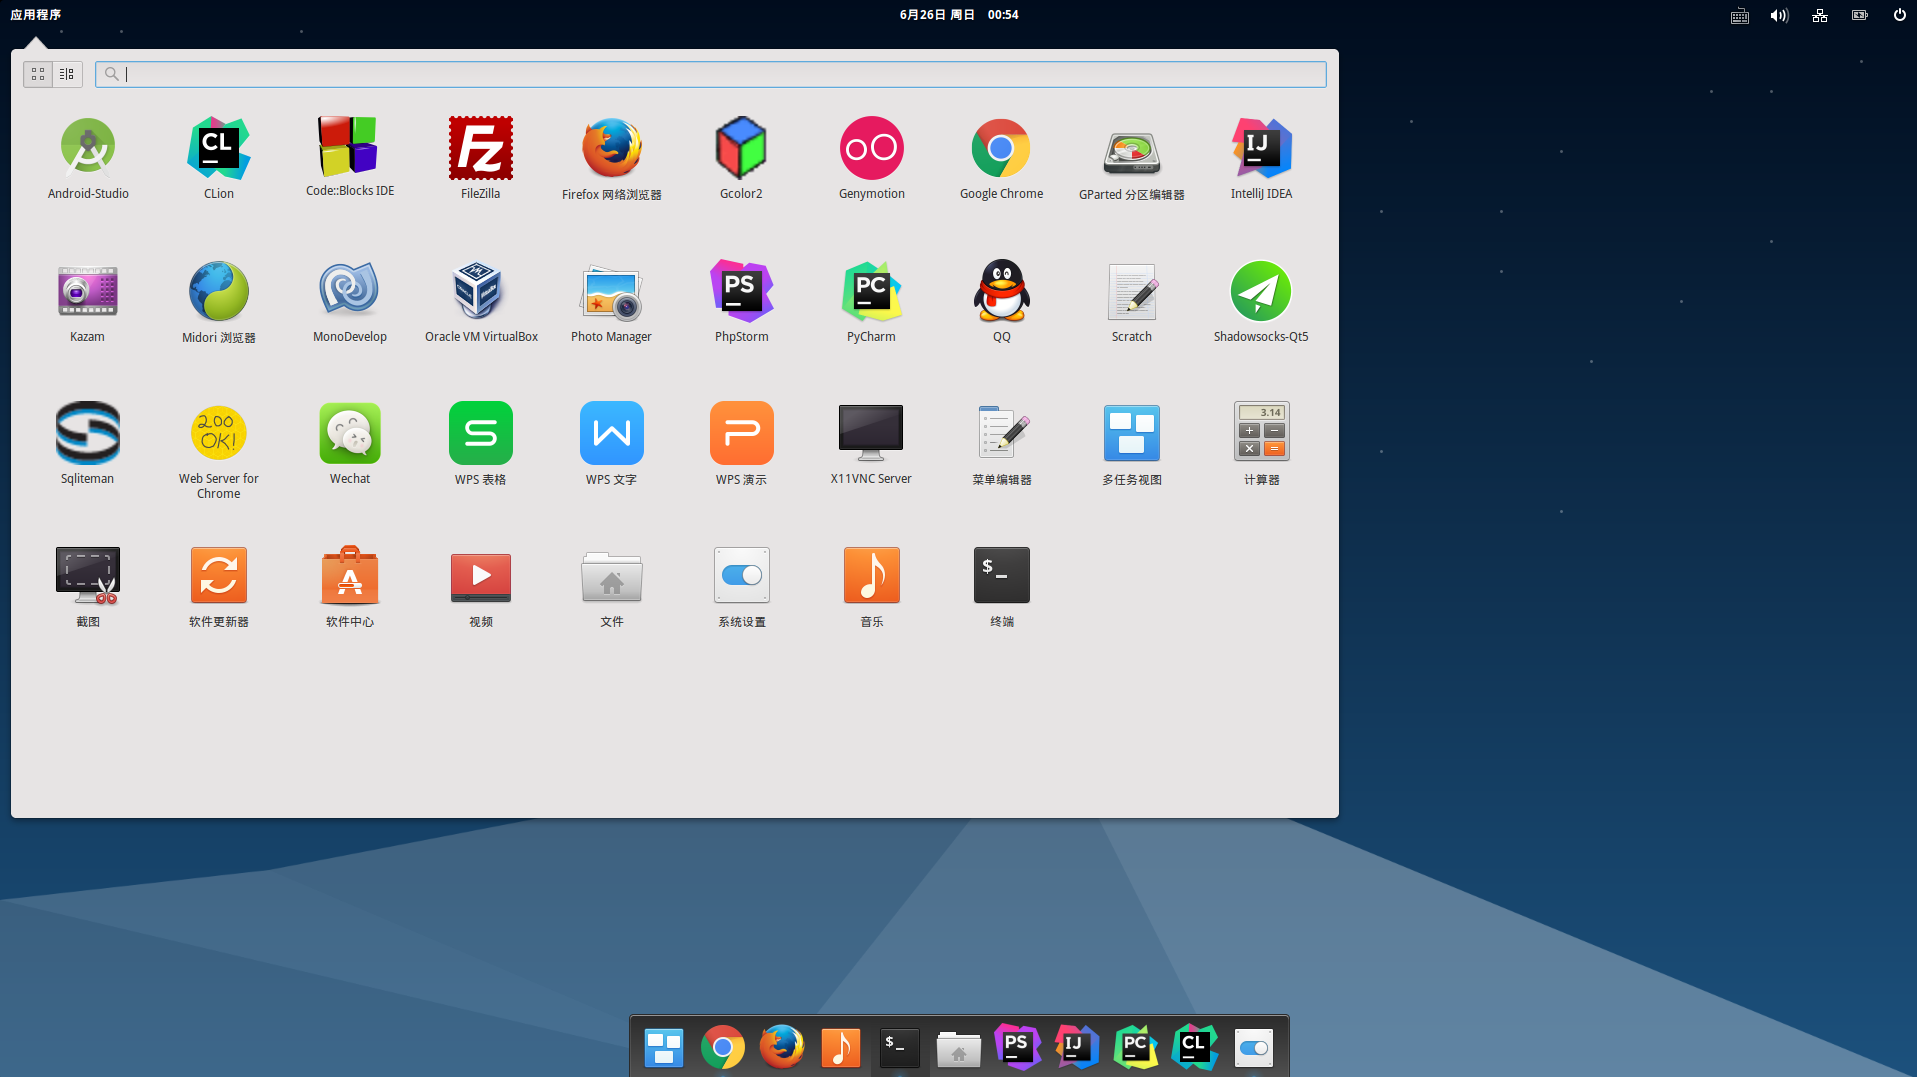 应用程序
6月26日 周日 00:54
CL
Fz
IJ
Android-Studio
CLion
Code::Blocks IDE
FileZilla
Firefox 网络浏览器
Gcolor2
Genymotion
Google Chrome
GParted 分区编辑器
IntelliJ IDEA
PS
PC
Kazam
Midori 浏览器
MonoDevelop
Oracle VM VirtualBox
Photo Manager
PhpStorm
PyCharm
QQ
Scratch
Shadowsocks-Qt5
200
OK!
3.14
Sqliteman
Web Server for
Chrome
Wechat
WPS 表格
WPS 文字
WPS 演示
X11VNC Server
菜单编辑器
多任务视图
计算器
$_
截图
软件更新器
软件中心
视频
文件
系统设置
音乐
终端
$_
PS
IJ
PC
CL